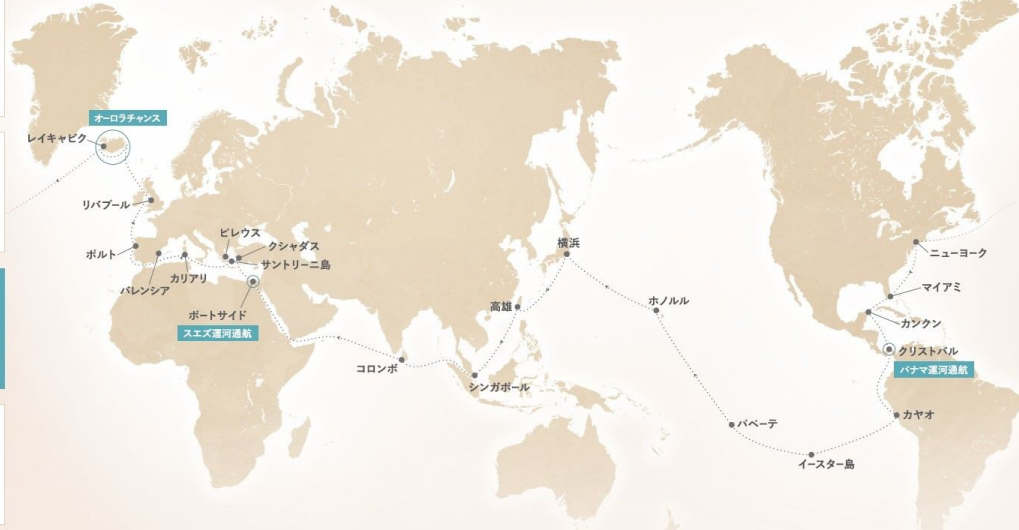 オーロラチャンス
レイキャビク
リバプール
ポルト
バレンシア
カリアリ
ピレウス
クシャダス
サントリーニ島
ポートサイド
スエズ運河通航
コロンボ
シンガポール
高雄
横浜
ホノルル
パペーテ
イースター島
ニューヨーク
マイアミ
カンクン
クリストバル
パナマ運河通航
カヤオ